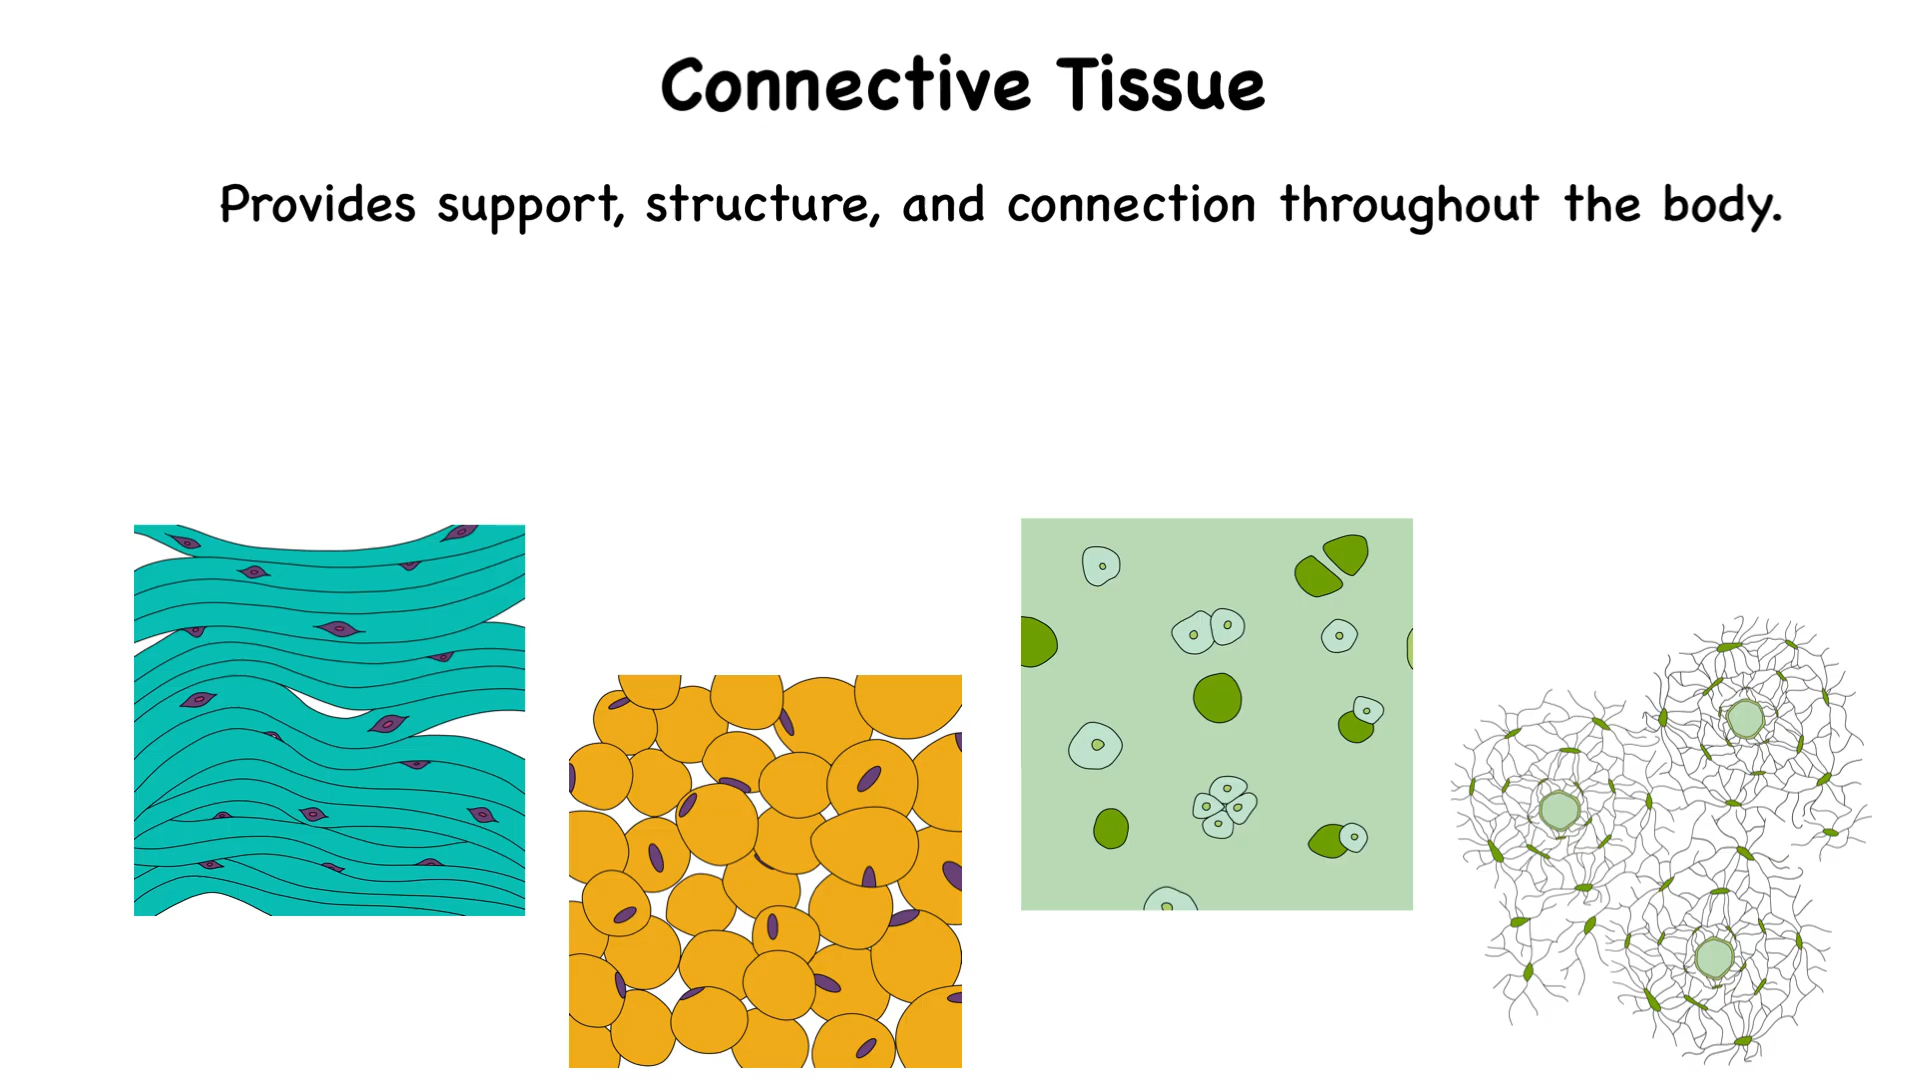 Connective Tissue
Provides support, structure, and connection throughout the body.